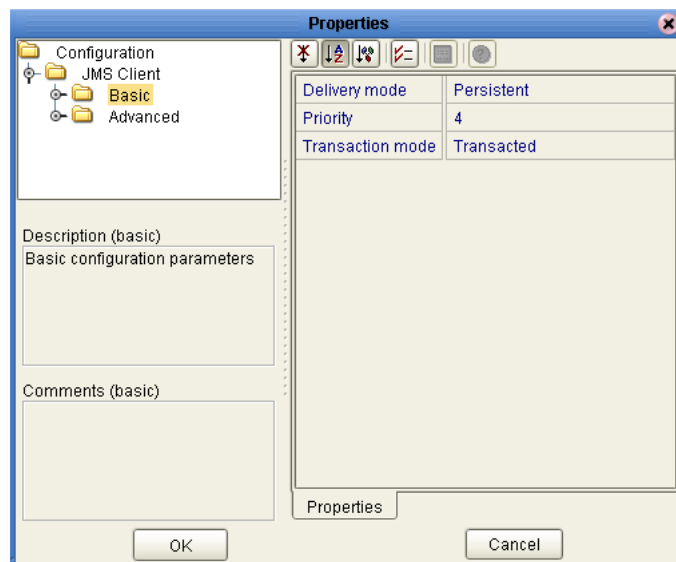 Properties
Configuration
JMS Client
Basic
Advanced
Description (basic)
Basic configuration parameters
Comments (basic)
Delivery mode Persistent
Priority 4
Transaction mode Transacted
Properties
OK
Cancel